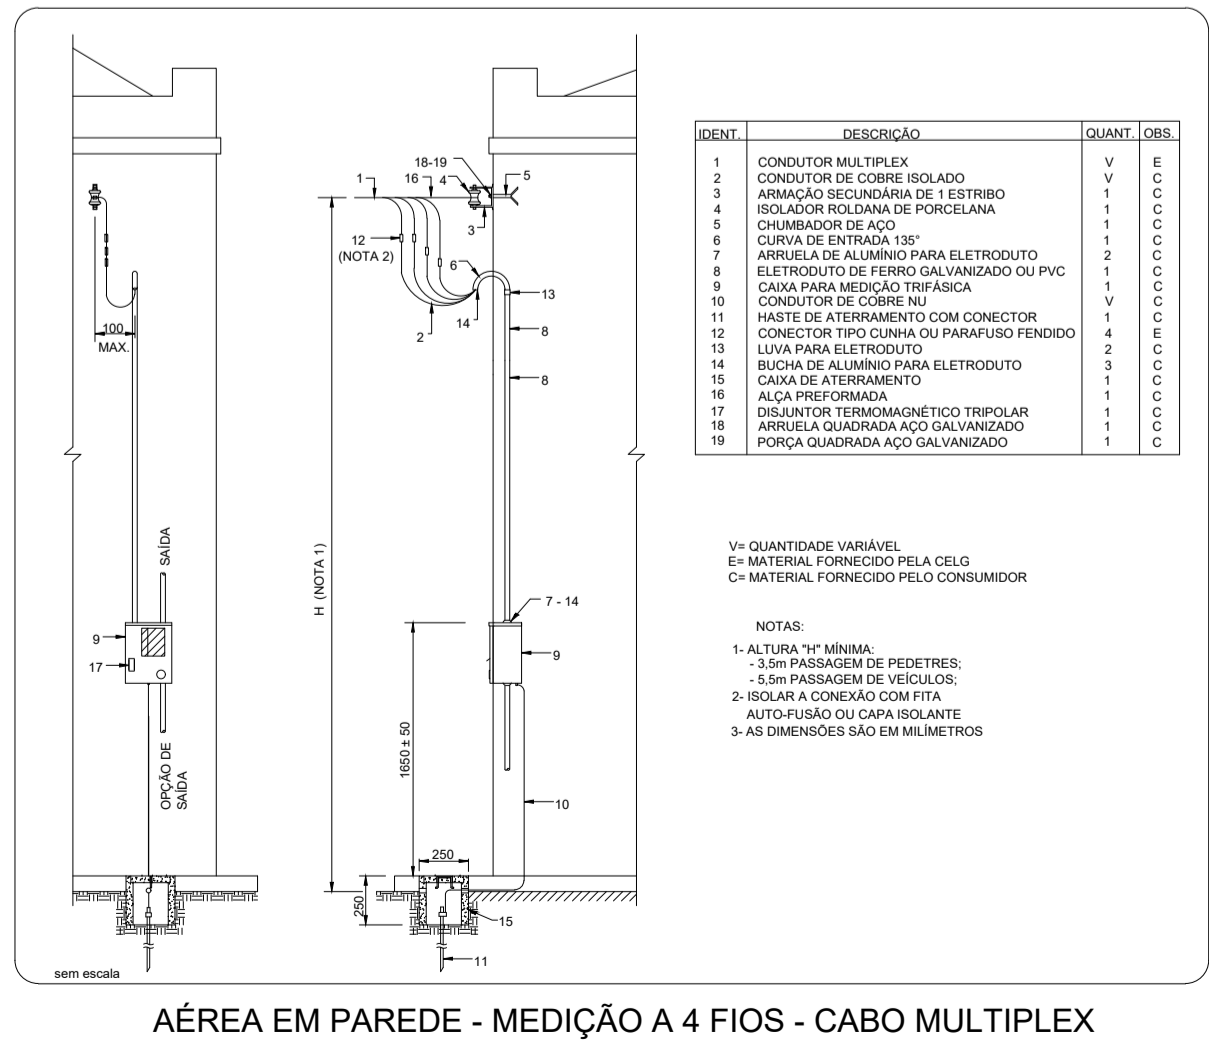 100
MAX.
SAÍDA
9
17
OPÇÃO DE
SAÍDA
sem escala
18-19
1
16
4
5
3
12
(NOTA 2)
6
13
14
2
8
8
H (NOTA 1)
7 - 14
9
1650 ± 50
10
250
250
15
11
IDENT. DESCRIÇÃO QUANT. OBS.
1 CONDUTOR MULTIPLEX V E
2 CONDUTOR DE COBRE ISOLADO V C
3 ARMAÇÃO SECUNDÁRIA DE 1 ESTRIBO 1 C
4 ISOLADOR ROLDANA DE PORCELANA 1 C
5 CHUMBADOR DE AÇO 1 C
6 CURVA DE ENTRADA 135° 1 C
7 ARRUELA DE ALUMÍNIO PARA ELETRODUTO 2 C
8 ELETRODUTO DE FERRO GALVANIZADO OU PVC 1 C
9 CAIXA PARA MEDIÇÃO TRIFÁSICA 1 C
10 CONDUTOR DE COBRE NU V C
11 HASTE DE ATERRAMENTO COM CONECTOR 1 C
12 CONECTOR TIPO CUNHA OU PARAFUSO FENDIDO 4 E
13 LUVA PARA ELETRODUTO 2 C
14 BUCHA DE ALUMÍNIO PARA ELETRODUTO 3 C
15 CAIXA DE ATERRAMENTO 1 C
16 ALÇA PREFORMADA 1 C
17 DISJUNTOR TERMOMAGNÉTICO TRIPOLAR 1 C
18 ARRUELA QUADRADA AÇO GALVANIZADO 1 C
19 PORÇA QUADRADA AÇO GALVANIZADO 1 C
V= QUANTIDADE VARIÁVEL
E= MATERIAL FORNECIDO PELA CELG
C= MATERIAL FORNECIDO PELO CONSUMIDOR
NOTAS:
1- ALTURA "H" MÍNIMA:
- 3,5m PASSAGEM DE PEDETRES;
- 5,5m PASSAGEM DE VEÍCULOS;
2- ISOLAR A CONEXÃO COM FITA
AUTO-FUSÃO OU CAPA ISOLANTE
3- AS DIMENSÕES SÃO EM MILÍMETROS
AÉREA EM PAREDE - MEDIÇÃO A 4 FIOS - CABO MULTIPLEX